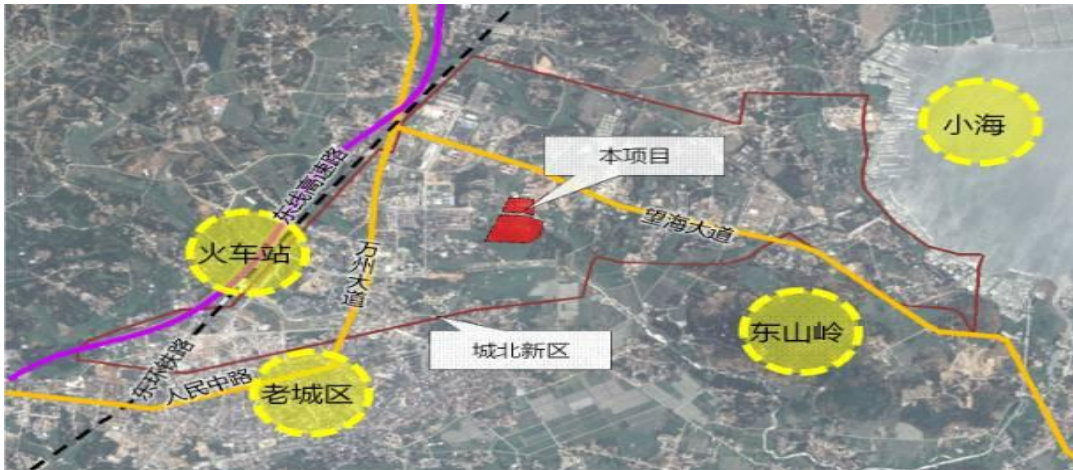 小海
本项目
东线高速路
望海大道
火车站
万州大道
东山岭
城北新区
东环铁路
人民中路
老城区